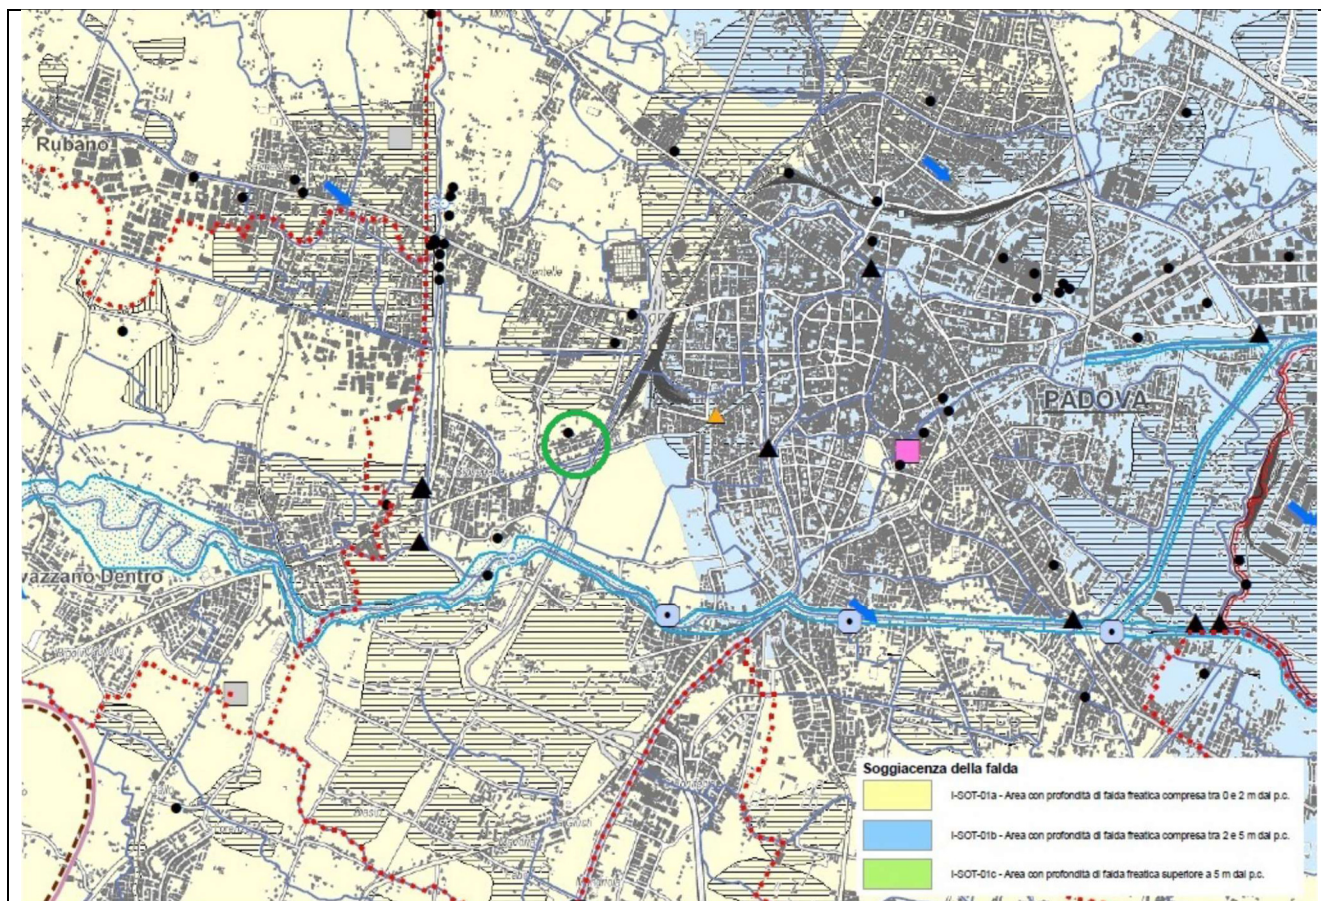 Rubano
PADOVA
vazzano Dentro
Soggiacenza della falda
I-SOT-01a - Area con profondità di falda freatica compresa tra 0 e 2 m dal p.c.
I-SOT-01b - Area con profondità di falda freatica compresa tra 2 e 5 m dal p.c.
I-SOT-01c - Area con profondità di falda freatica superiore a 5 m dal p.c.